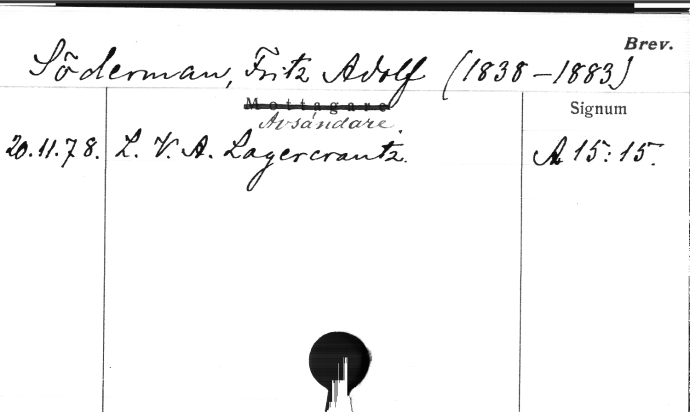 Brev.
Söderman, Fritz Adolf (1838–1883)
Mottagare
Signum
Avsändare.
20.11.78. L. V. A. Lagercrantz. A 15:15.